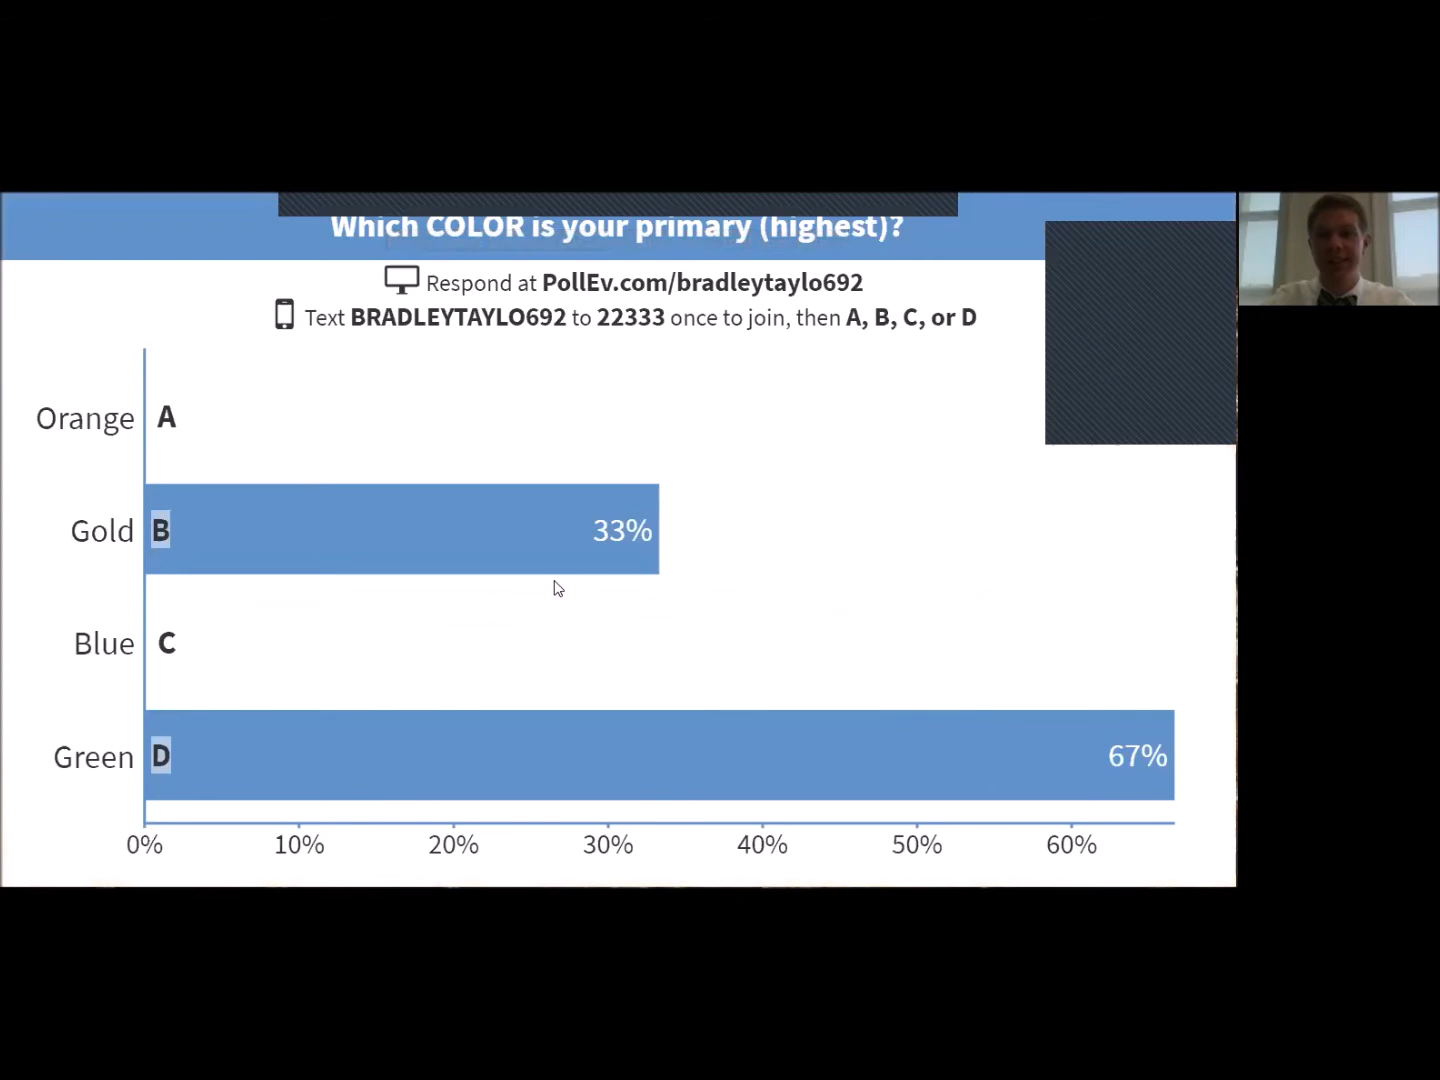 Which COLOR is your primary (highest)?
Respond at PollEv.com/bradleytaylo692
Text BRADLEYTAYLO692 to 22333 once to join, then A, B, C, or D
Orange A
Gold B 33%
Blue C
Green D 67%
0% 10% 20% 30% 40% 50% 60%